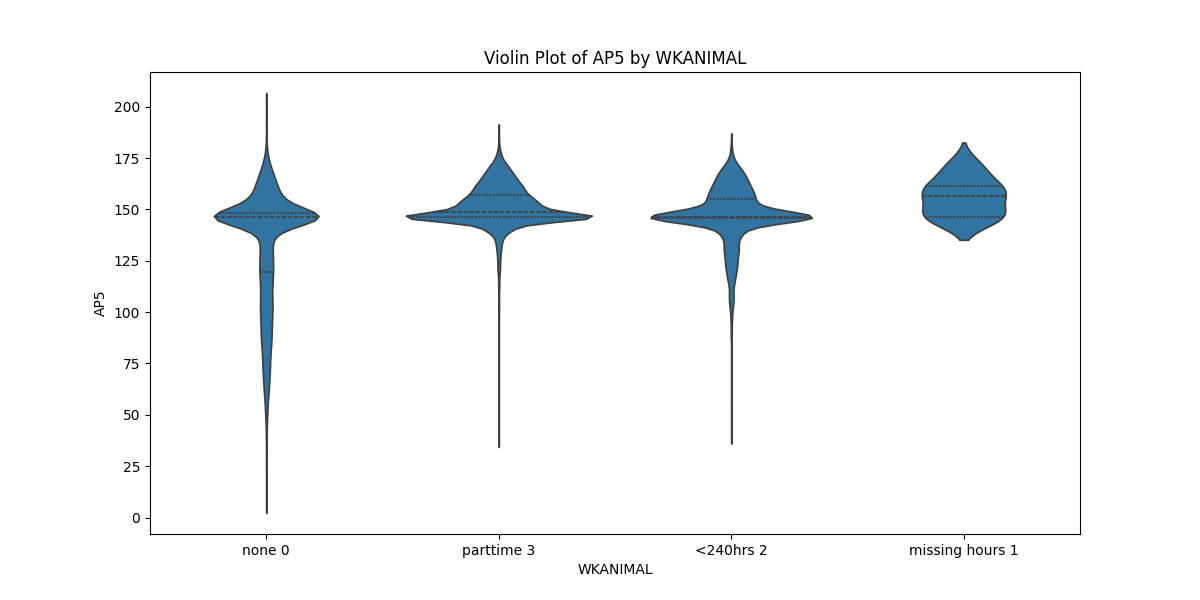 Violin Plot of AP5 by WKANIMAL
200
175
150
125
100
75
50
25
0
AP5
none 0
parttime 3
<240hrs 2
missing hours 1
WKANIMAL